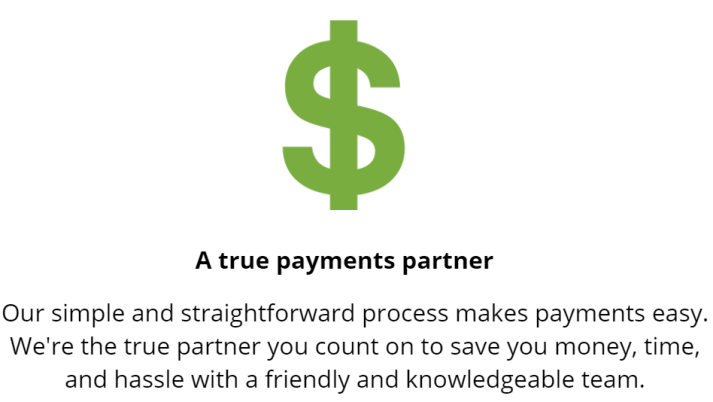 $
A true payments partner
Our simple and straightforward process makes payments easy.
We're the true partner you count on to save you money, time,
and hassle with a friendly and knowledgeable team.